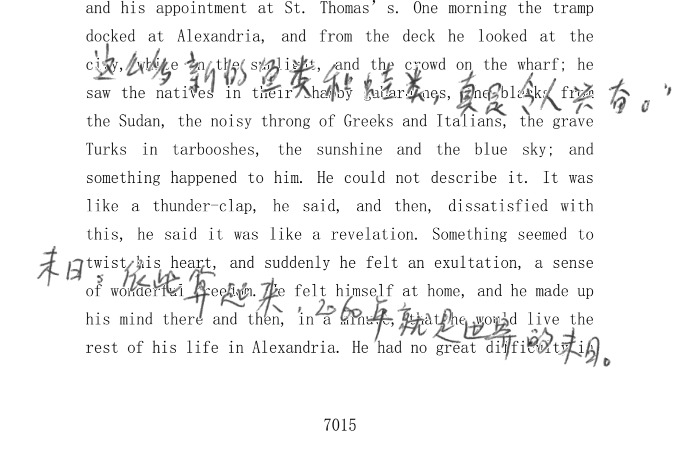 and his appointment at St. Thomas's. One morning the tramp
docked at Alexandria, and from the deck he looked at the
city, white in the sunlight, and the crowd on the wharf; he
这么多新的鱼类和蛙类,真是令人兴奋。"
saw the natives in their shabby gabardines, the blacks from
the Sudan, the noisy throng of Greeks and Italians, the grave
Turks in tarbooshes, the sunshine and the blue sky; and
something happened to him. He could not describe it. It was
like a thunder-clap, he said, and then, dissatisfied with
this, he said it was like a revelation. Something seemed to
twist his heart, and suddenly he felt an exultation, a sense
末日:依此算起来,2060年就是世界的末日。
of wonderful freedom. He felt himself at home, and he made up
his mind there and then, in a minute, that he would live the
rest of his life in Alexandria. He had no great difficulty in
7015